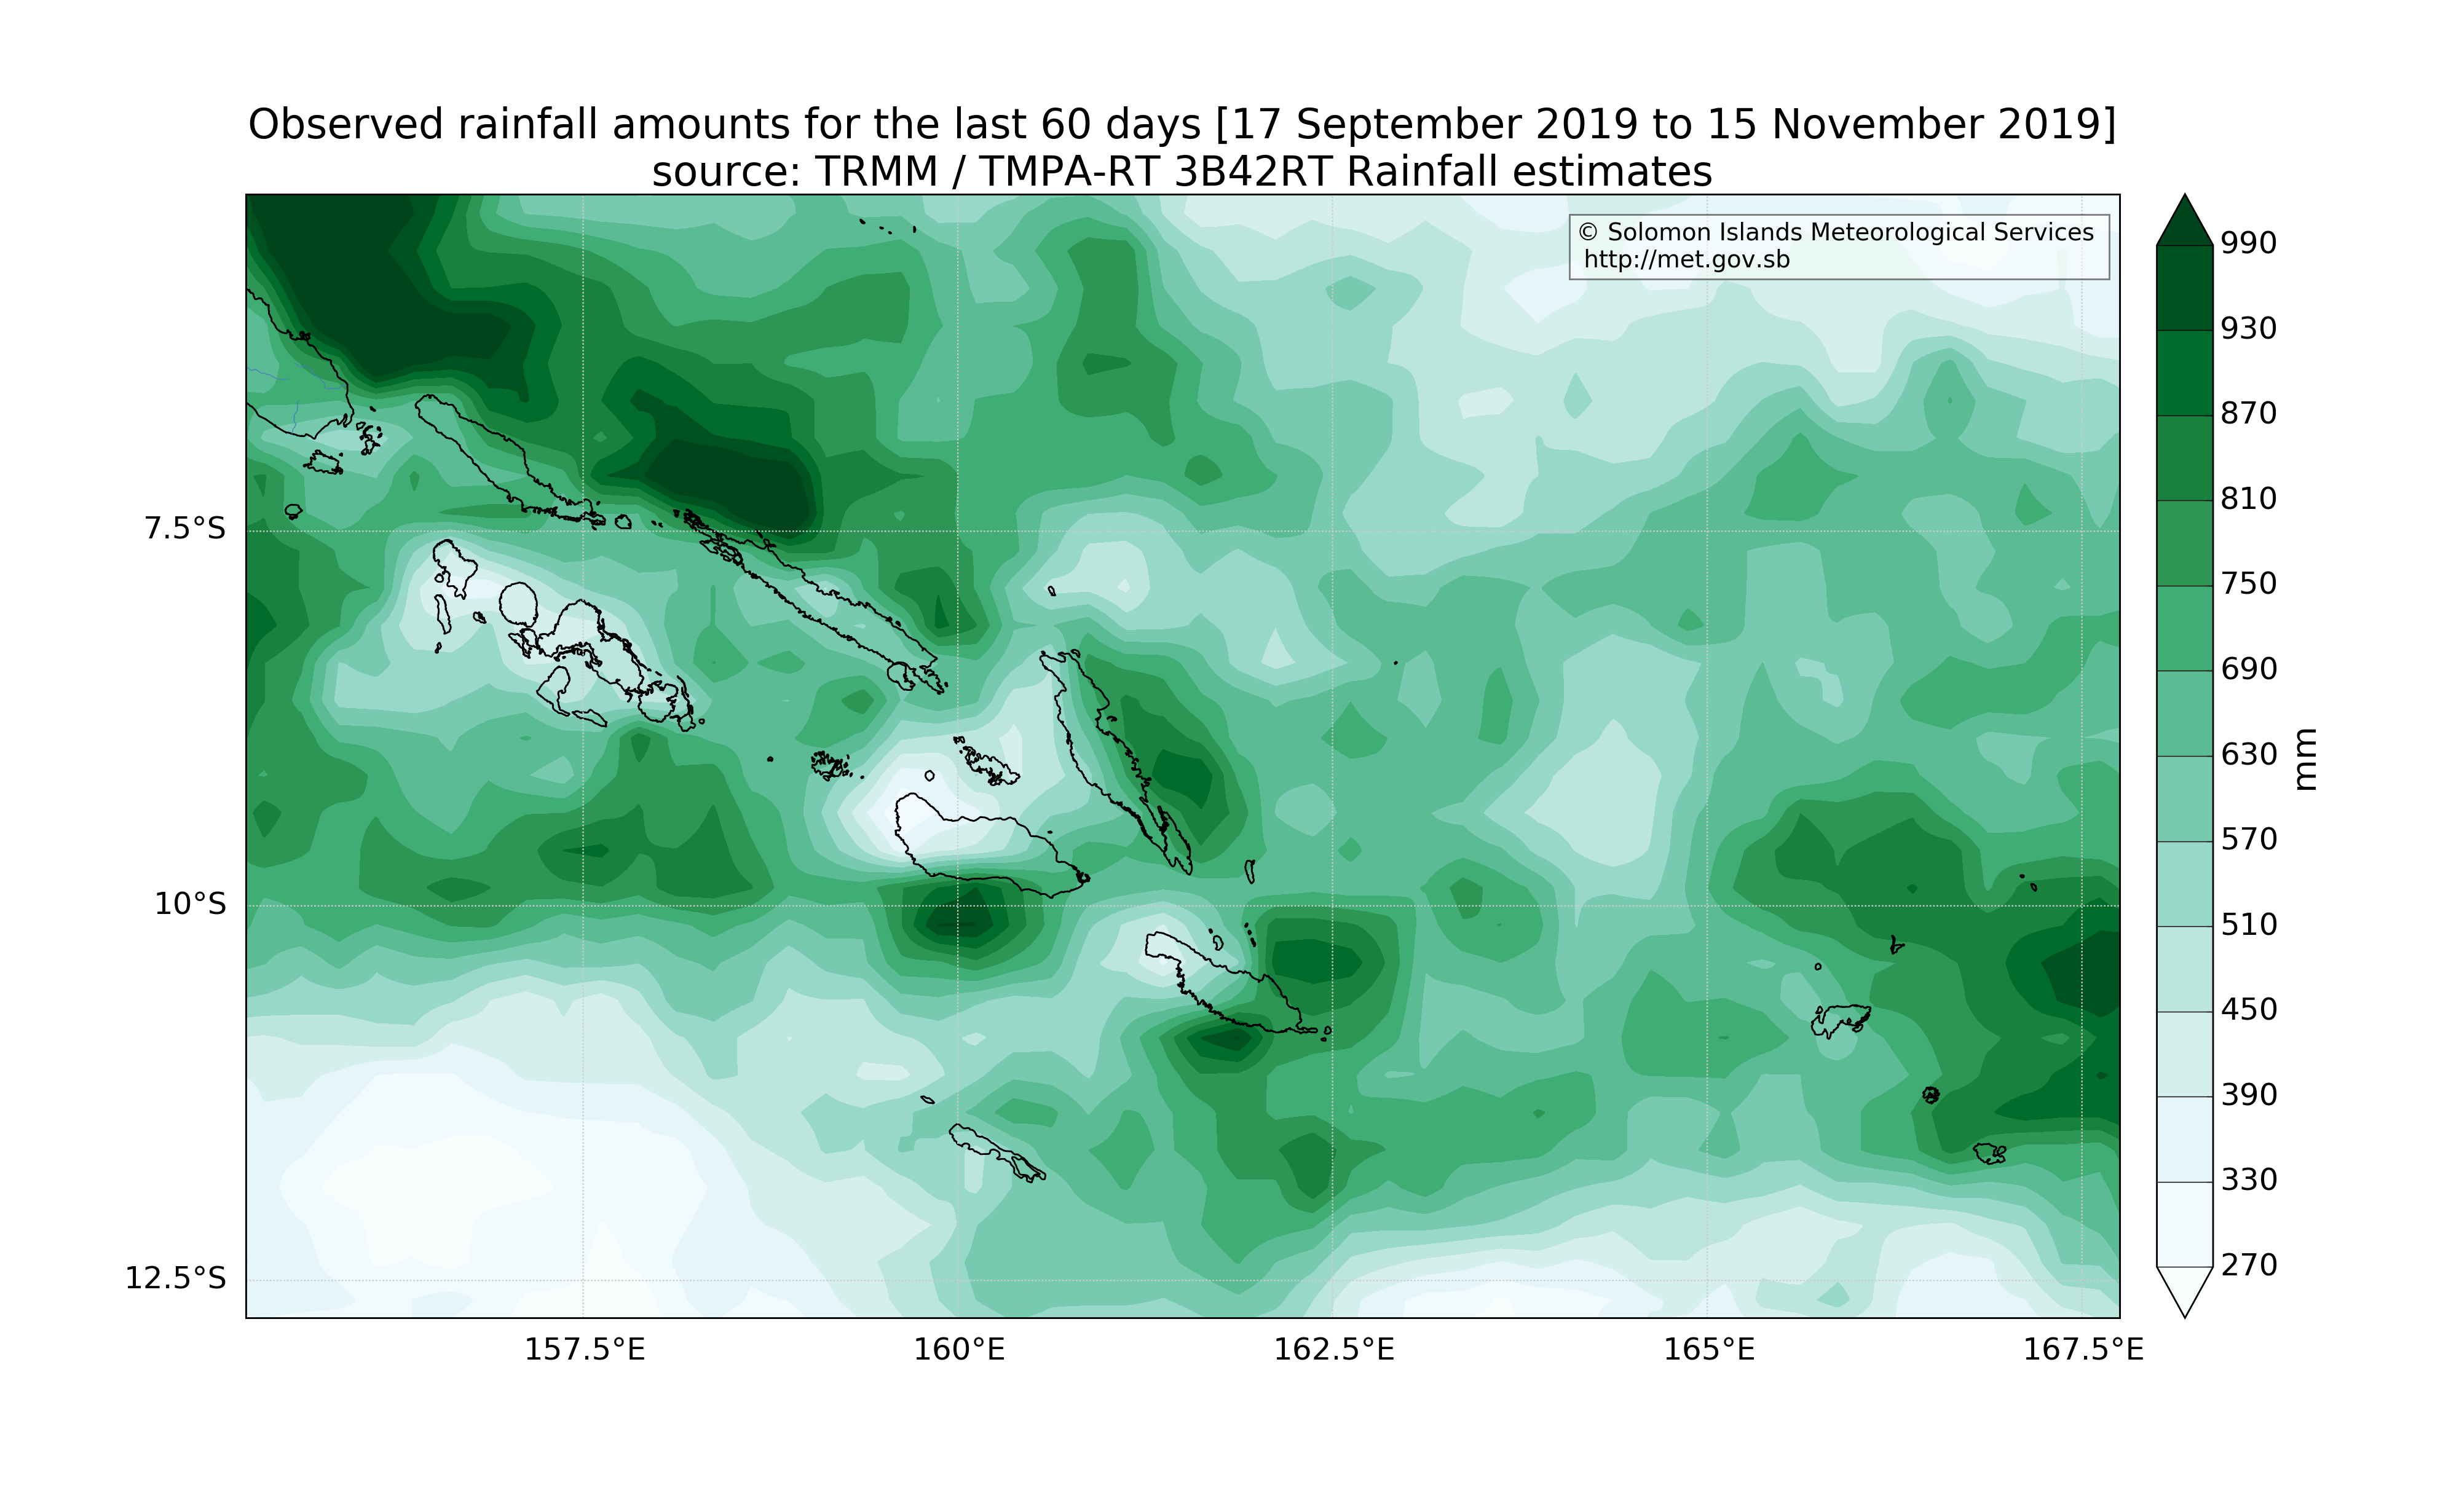 Observed rainfall amounts for the last 60 days [17 September 2019 to 15 November 2019]
source: TRMM / TMPA-RT 3B42RT Rainfall estimates
© Solomon Islands Meteorological Services
http://met.gov.sb
7.5°S
10°S
12.5°S
157.5°E
160°E
162.5°E
165°E
167.5°E
990
930
870
810
750
690
630
570
510
450
390
330
270
mm